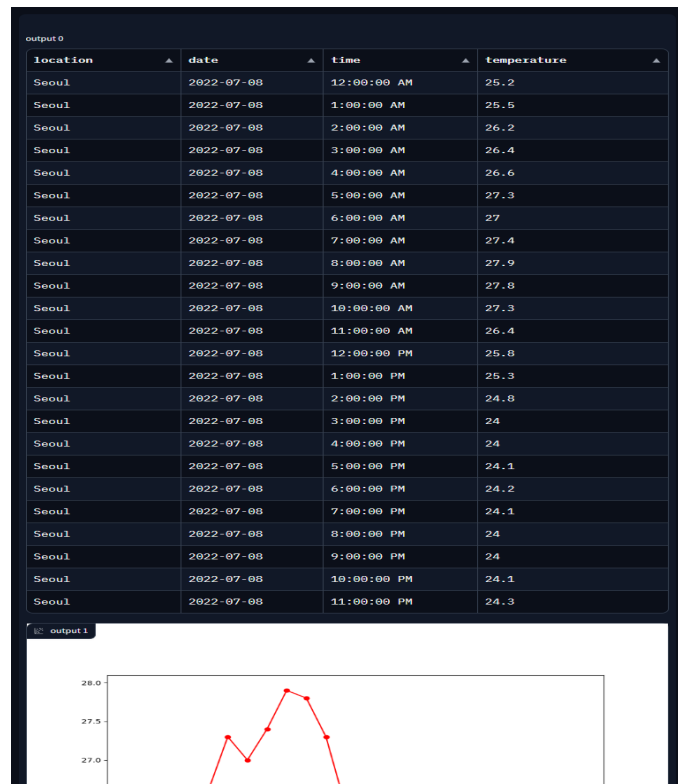 output 0
location date time temperature
Seoul 2022-07-08 12:00:00 AM 25.2
Seoul 2022-07-08 1:00:00 AM 25.5
Seoul 2022-07-08 2:00:00 AM 26.2
Seoul 2022-07-08 3:00:00 AM 26.4
Seoul 2022-07-08 4:00:00 AM 26.6
Seoul 2022-07-08 5:00:00 AM 27.3
Seoul 2022-07-08 6:00:00 AM 27
Seoul 2022-07-08 7:00:00 AM 27.4
Seoul 2022-07-08 8:00:00 AM 27.9
Seoul 2022-07-08 9:00:00 AM 27.8
Seoul 2022-07-08 10:00:00 AM 27.3
Seoul 2022-07-08 11:00:00 AM 26.4
Seoul 2022-07-08 12:00:00 PM 25.8
Seoul 2022-07-08 1:00:00 PM 25.3
Seoul 2022-07-08 2:00:00 PM 24.8
Seoul 2022-07-08 3:00:00 PM 24
Seoul 2022-07-08 4:00:00 PM 24
Seoul 2022-07-08 5:00:00 PM 24.1
Seoul 2022-07-08 6:00:00 PM 24.2
Seoul 2022-07-08 7:00:00 PM 24.1
Seoul 2022-07-08 8:00:00 PM 24
Seoul 2022-07-08 9:00:00 PM 24
Seoul 2022-07-08 10:00:00 PM 24.1
Seoul 2022-07-08 11:00:00 PM 24.3
output 1
28.0
27.5
27.0